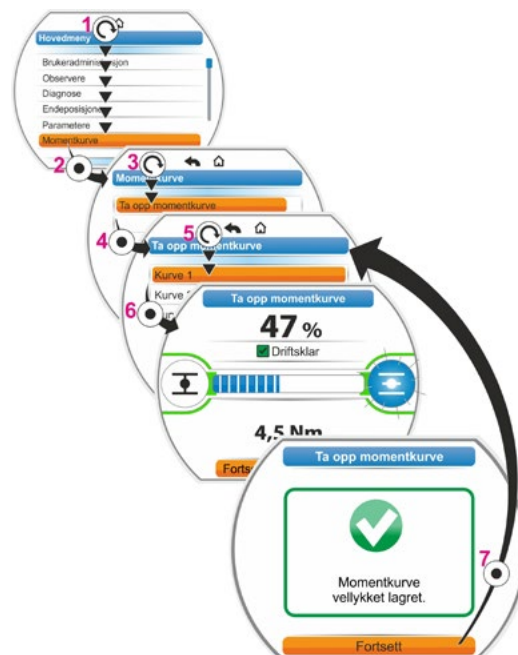 1
Hovedmeny
Brukeradministrasjon
Observere
Diagnose
Endeposisjone
Parametere
Momentkurve
2
3
Momentkurve
Ta opp momentkurve
4
5
Ta opp momentkurve
Kurve 1
Kurve
6
Ta opp momentkurve
47 %
Driftsklar
4,5 Nm
Forts
Ta opp momentkurve
Momentkurve
vellykket lagret.
7
Fortsett